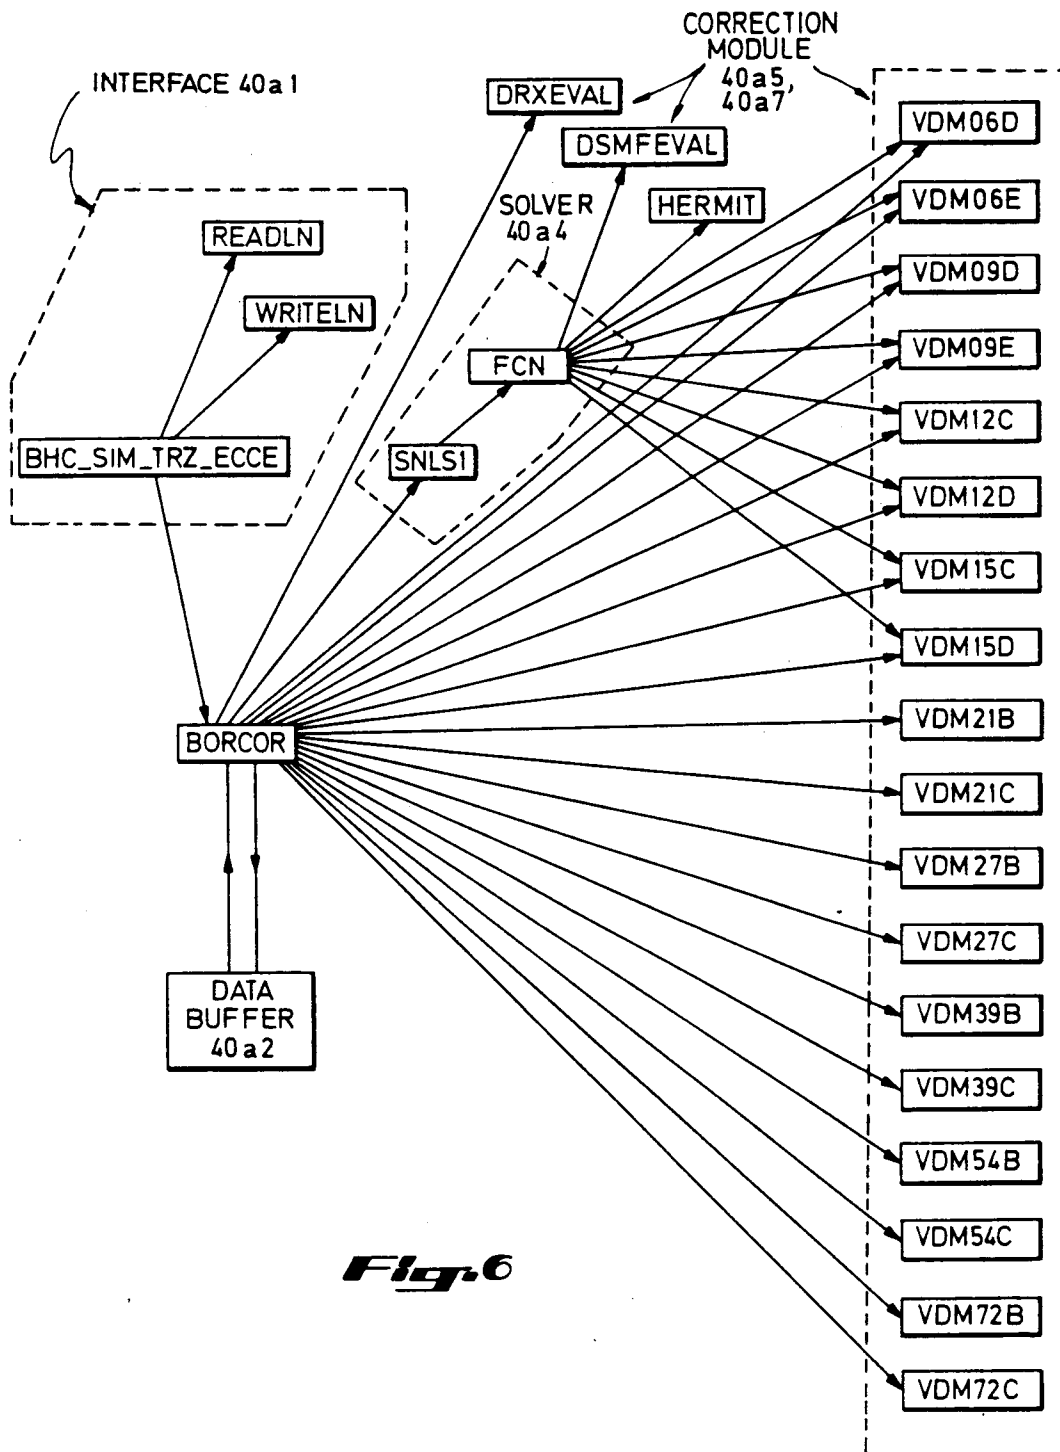 CORRECTION
MODULE
40a5,
40a7
INTERFACE 40a1
DRXEVAL
DSMFEVAL
SOLVER
40a4
HERMIT
READLN
WRITELN
FCN
BHC_SIM_TRZ_ECCE
SNLS1
BORCOR
DATA
BUFFER
40a2
VDM06D
VDM06E
VDM09D
VDM09E
VDM12C
VDM12D
VDM15C
VDM15D
VDM21B
VDM21C
VDM27B
VDM27C
VDM39B
VDM39C
VDM54B
VDM54C
VDM72B
VDM72C
Fig.6